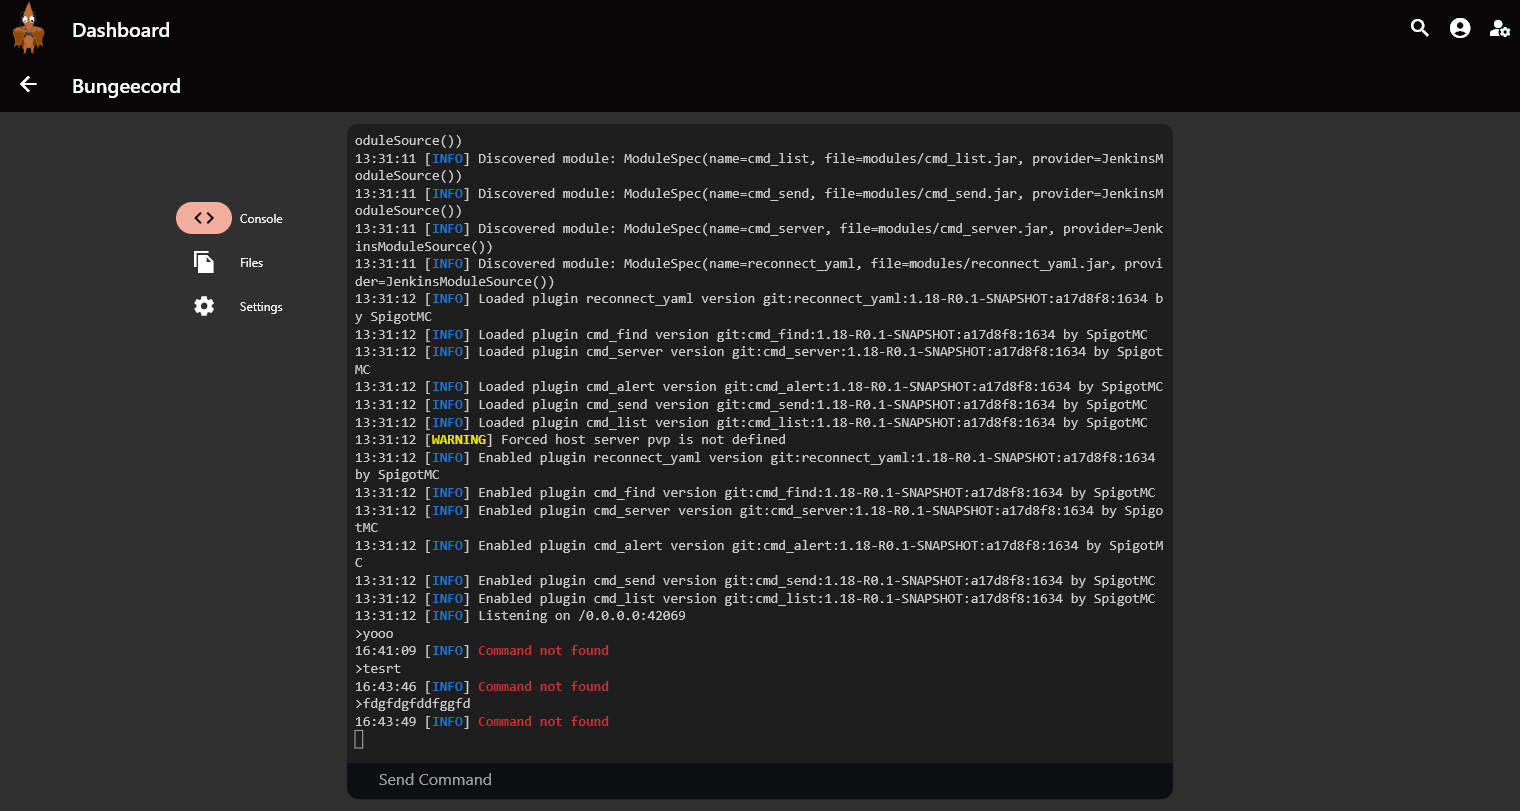 Dashboard
Bungeecord
Console
Files
Settings
oduleSource())
13:31:11 [INFO] Discovered module: ModuleSpec(name=cmd_list, file=modules/cmd_list.jar, provider=JenkinsM
oduleSource())
13:31:11 [INFO] Discovered module: ModuleSpec(name=cmd_send, file=modules/cmd_send.jar, provider=JenkinsM
oduleSource())
13:31:11 [INFO] Discovered module: ModuleSpec(name=cmd_server, file=modules/cmd_server.jar, provider=Jenk
insModuleSource())
13:31:11 [INFO] Discovered module: ModuleSpec(name=reconnect_yaml, file=modules/reconnect_yaml.jar, provi
der=JenkinsModuleSource())
13:31:12 [INFO] Loaded plugin reconnect_yaml version git:reconnect_yaml:1.18-R0.1-SNAPSHOT:a17d8f8:1634 b
y SpigotMC
13:31:12 [INFO] Loaded plugin cmd_find version git:cmd_find:1.18-R0.1-SNAPSHOT:a17d8f8:1634 by SpigotMC
13:31:12 [INFO] Loaded plugin cmd_server version git:cmd_server:1.18-R0.1-SNAPSHOT:a17d8f8:1634 by Spigot
MC
13:31:12 [INFO] Loaded plugin cmd_alert version git:cmd_alert:1.18-R0.1-SNAPSHOT:a17d8f8:1634 by SpigotMC
13:31:12 [INFO] Loaded plugin cmd_send version git:cmd_send:1.18-R0.1-SNAPSHOT:a17d8f8:1634 by SpigotMC
13:31:12 [INFO] Loaded plugin cmd_list version git:cmd_list:1.18-R0.1-SNAPSHOT:a17d8f8:1634 by SpigotMC
13:31:12 [WARNING] Forced host server pvp is not defined
13:31:12 [INFO] Enabled plugin reconnect_yaml version git:reconnect_yaml:1.18-R0.1-SNAPSHOT:a17d8f8:1634
by SpigotMC
13:31:12 [INFO] Enabled plugin cmd_find version git:cmd_find:1.18-R0.1-SNAPSHOT:a17d8f8:1634 by SpigotMC
13:31:12 [INFO] Enabled plugin cmd_server version git:cmd_server:1.18-R0.1-SNAPSHOT:a17d8f8:1634 by Spigo
tMC
13:31:12 [INFO] Enabled plugin cmd_alert version git:cmd_alert:1.18-R0.1-SNAPSHOT:a17d8f8:1634 by SpigotM
C
13:31:12 [INFO] Enabled plugin cmd_send version git:cmd_send:1.18-R0.1-SNAPSHOT:a17d8f8:1634 by SpigotMC
13:31:12 [INFO] Enabled plugin cmd_list version git:cmd_list:1.18-R0.1-SNAPSHOT:a17d8f8:1634 by SpigotMC
13:31:12 [INFO] Listening on /0.0.0.0:42069
>yooo
16:41:09 [INFO] Command not found
>tesrt
16:43:46 [INFO] Command not found
>fdgfdgfddfggfd
16:43:49 [INFO] Command not found
Send Command